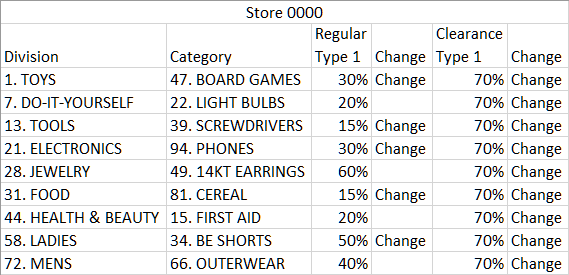 Store 0000
Regular Clearance
Division Category Type 1 Change Type 1 Change
1. TOYS 47. BOARD GAMES 30% Change 70% Change
7. DO-IT-YOURSELF 22. LIGHT BULBS 20% 70% Change
13. TOOLS 39. SCREWDRIVERS 15% Change 70% Change
21. ELECTRONICS 94. PHONES 30% Change 70% Change
28. JEWELRY 49. 14KT EARRINGS 60% 70% Change
31. FOOD 81. CEREAL 15% Change 70% Change
44. HEALTH & BEAUTY 15. FIRST AID 20% 70% Change
58. LADIES 34. BE SHORTS 50% Change 70% Change
72. MENS 66. OUTERWEAR 40% 70% Change